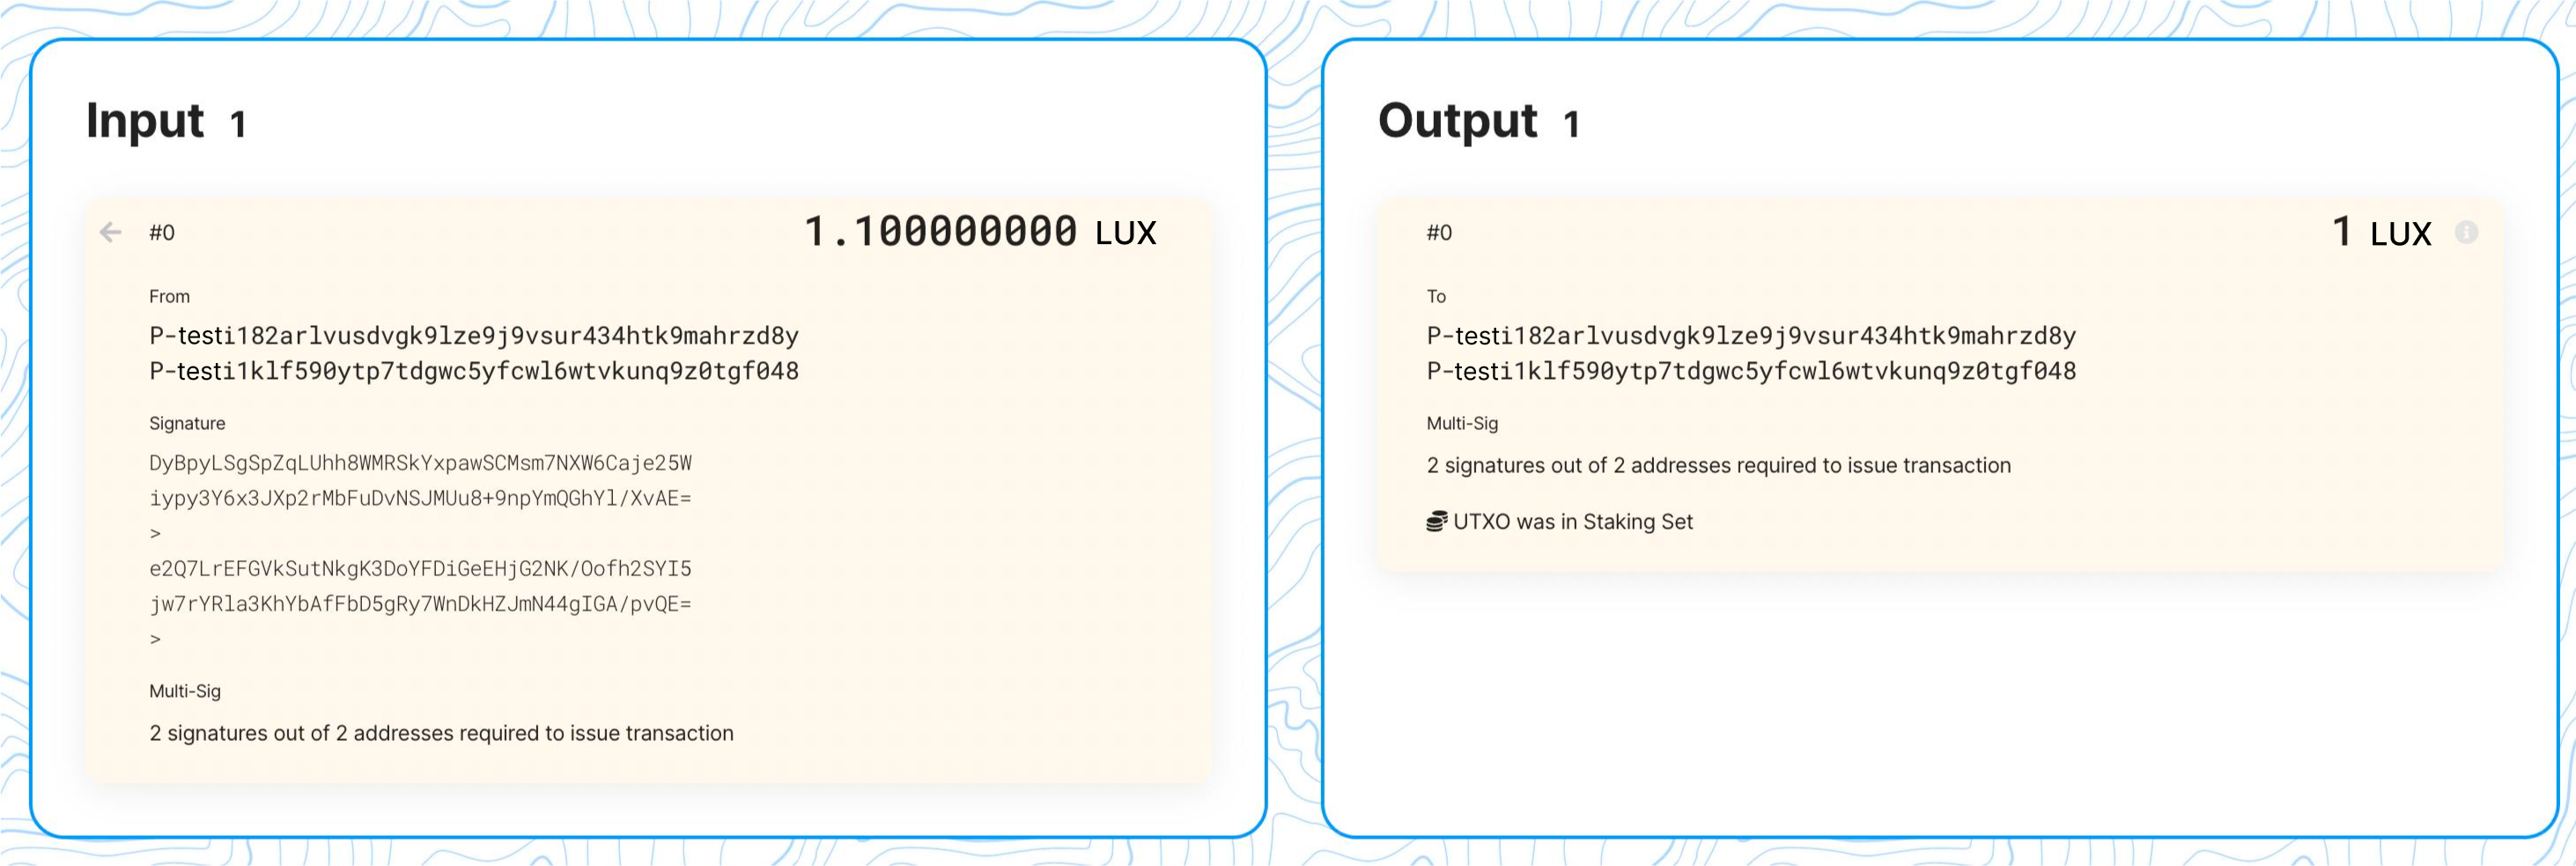 Input 1
#0 1.100000000 LUX
From
P-testi182arlvusdvgk9lze9j9vsur434htk9mahrzd8y
P-testi1klf590ytp7tdgwc5yfcwl6wtvkunq9z0tgf048
Signature
DyBpyLSgSpZqLUhh8WMRSkYxpawSCMsm7NXW6Caje25W
iypy3Y6x3JXp2rMbFuDvNSJMUu8+9npYmQGhYl/XvAE=
>
e2Q7LrEFGVkSutNkgK3DoYFDiGeEHjG2NK/Oofh2SYI5
jw7rYRla3KhYbAfFbD5gRy7WnDkHZJmN44gIGA/pvQE=
>
Multi-Sig
2 signatures out of 2 addresses required to issue transaction
Output 1
#0 1 LUX
To
P-testi182arlvusdvgk9lze9j9vsur434htk9mahrzd8y
P-testi1klf590ytp7tdgwc5yfcwl6wtvkunq9z0tgf048
Multi-Sig
2 signatures out of 2 addresses required to issue transaction
UTXO was in Staking Set